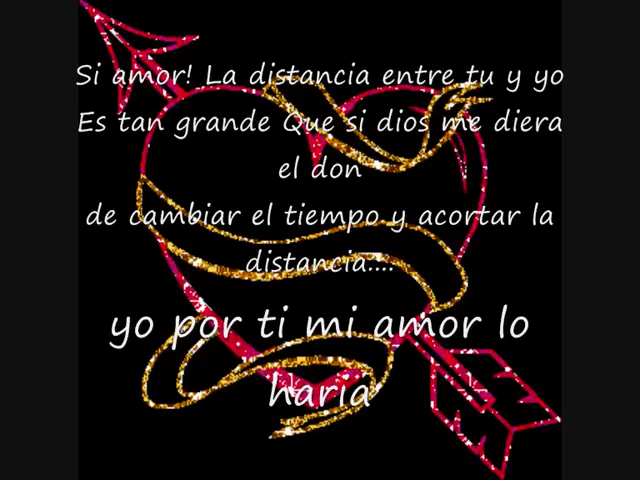 Si amor! La distancia entre tu y yo
Es tan grande Que si dios me diera
el don
de cambiar el tiempo y acortar la
distancia....
yo por ti mi amor lo
haria